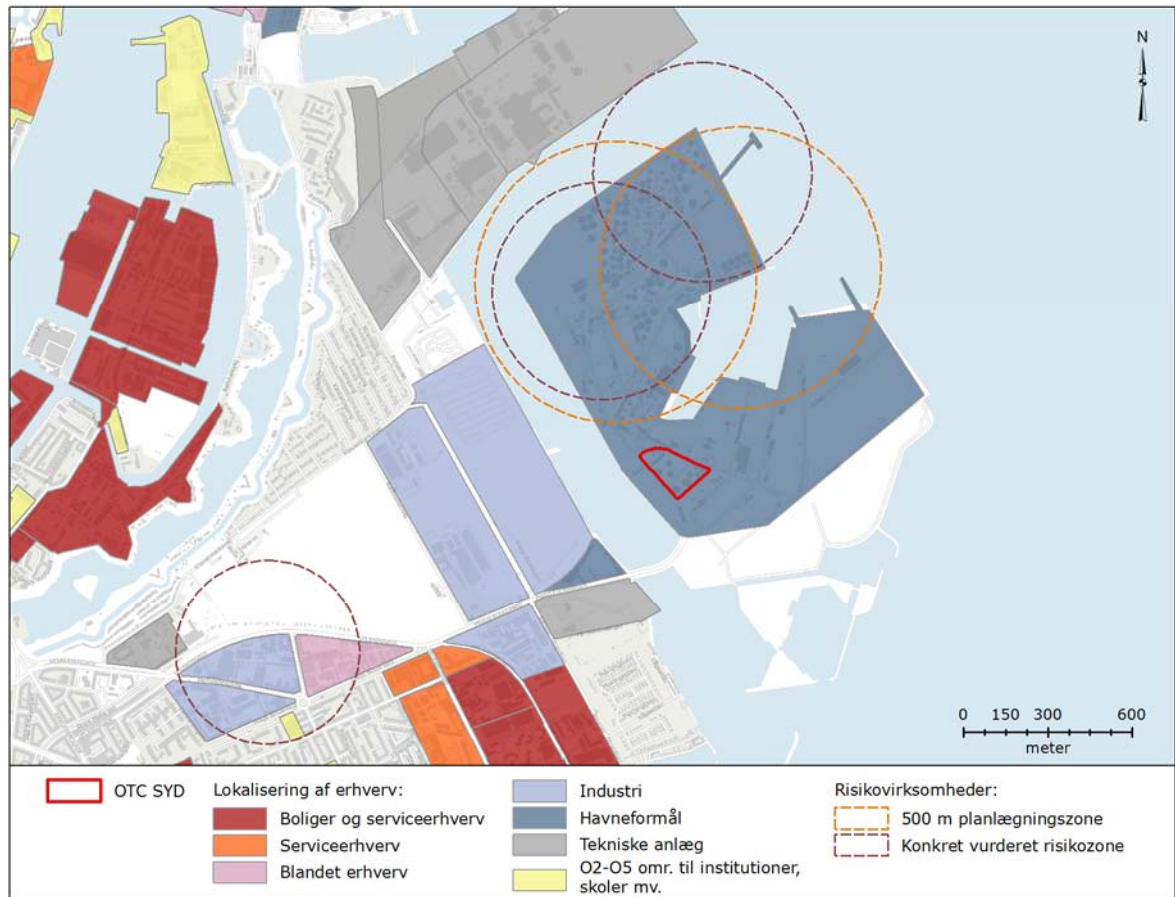 N
0 150 300 600
meter
OTC SYD
Lokalisering af erhverv:
Boliger og serviceerhverv
Serviceerhverv
Blandet erhverv
Industri
Havneformål
Tekniske anlæg
O2-O5 omr. til institutioner,
skoler mv.
Risikovirksomheder:
500 m planlægningszone
Konkret vurderet risikozone